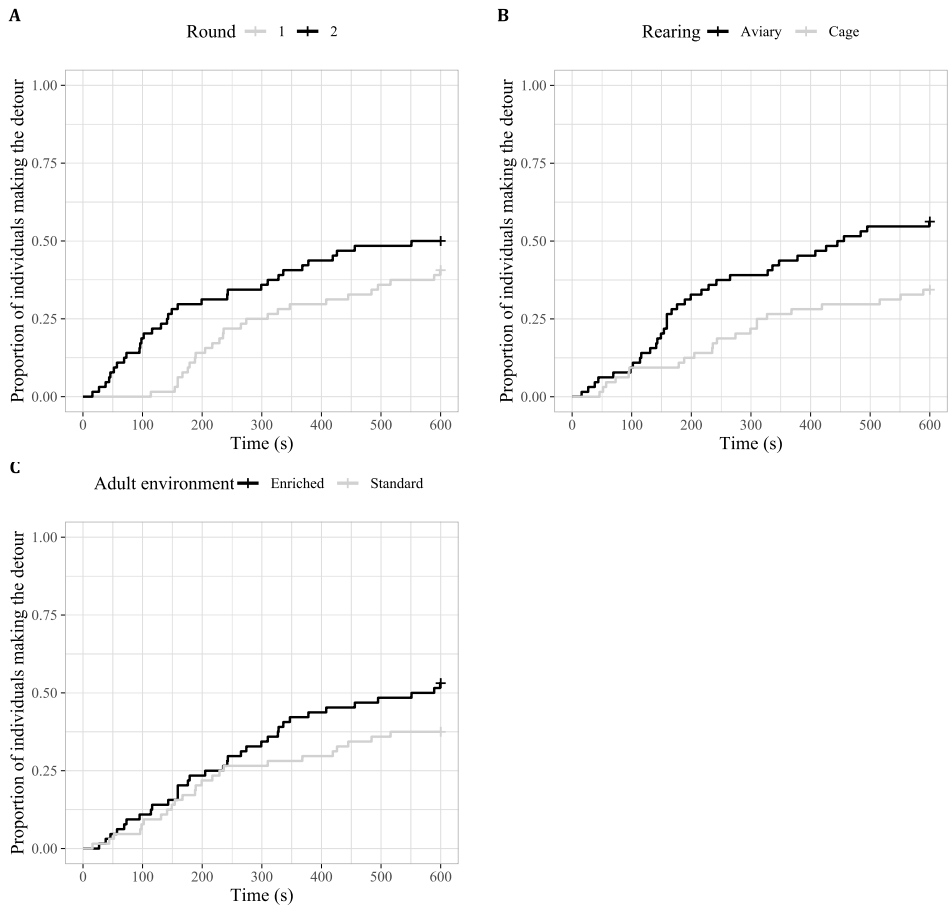 A
Round 1 2
Proportion of individuals making the detour
1.00
0.75
0.50
0.25
0.00
0 100 200 300 400 500 600
Time (s)
B
Rearing Aviary Cage
Proportion of individuals making the detour
1.00
0.75
0.50
0.25
0.00
0 100 200 300 400 500 600
Time (s)
C
Adult environment Enriched Standard
Proportion of individuals making the detour
1.00
0.75
0.50
0.25
0.00
0 100 200 300 400 500 600
Time (s)